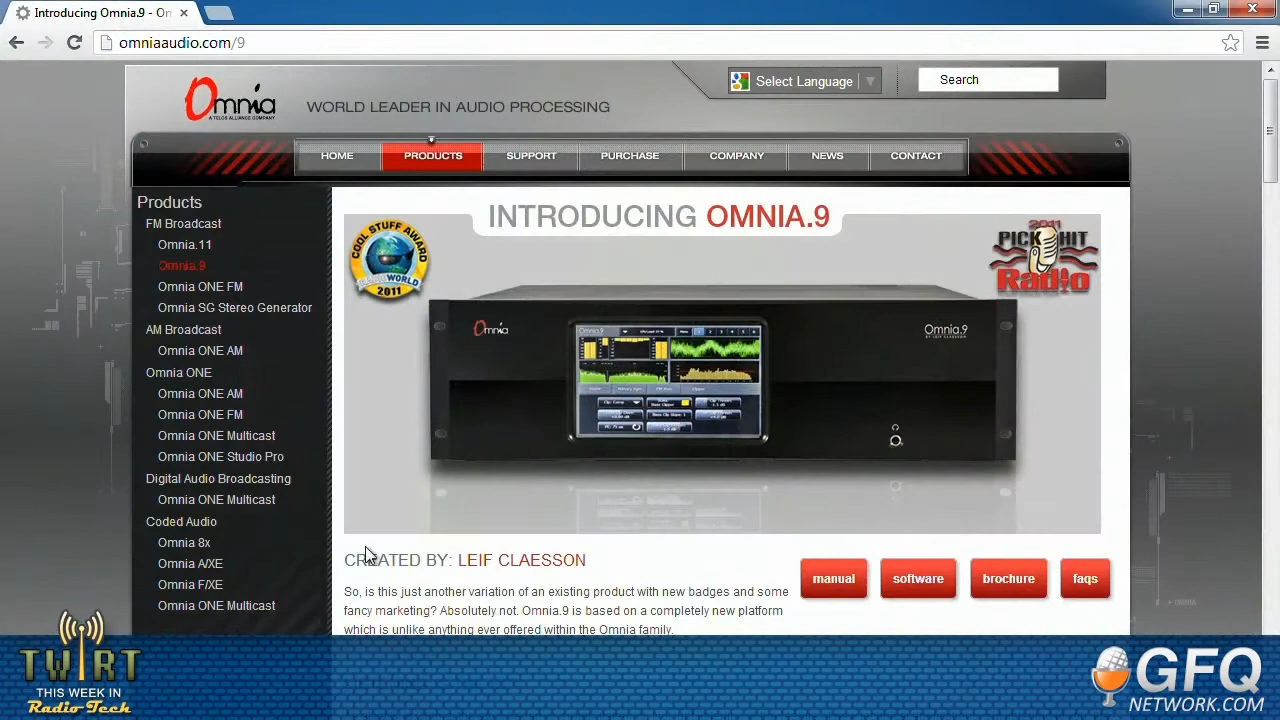 Introducing Omnia.9 - Om
omniaaudio.com/9
Omnia
A TELOS ALLIANCE COMPANY
WORLD LEADER IN AUDIO PROCESSING
Select Language
Search
HOME
PRODUCTS
SUPPORT
PURCHASE
COMPANY
NEWS
CONTACT
Products
FM Broadcast
Omnia.11
Omnia.9
Omnia ONE FM
Omnia SG Stereo Generator
AM Broadcast
Omnia ONE AM
Omnia ONE
Omnia ONE AM
Omnia ONE FM
Omnia ONE Multicast
Omnia ONE Studio Pro
Digital Audio Broadcasting
Omnia ONE Multicast
Coded Audio
Omnia 8x
Omnia A/XE
Omnia F/XE
Omnia ONE Multicast
INTRODUCING OMNIA.9
COOL STUFF AWARD
RADIO WORLD
2011
2011
PICK HIT
Radio
Omnia
Omnia.9
BY LEIF CLAESSON
CREATED BY: LEIF CLAESSON
So, is this just another variation of an existing product with new badges and some
fancy marketing? Absolutely not. Omnia.9 is based on a completely new platform
which is unlike anything ever offered within the Omnia family.
manual
software
brochure
faqs
TWiRT
THIS WEEK IN
Radio Tech
GFQ
NETWORK.COM